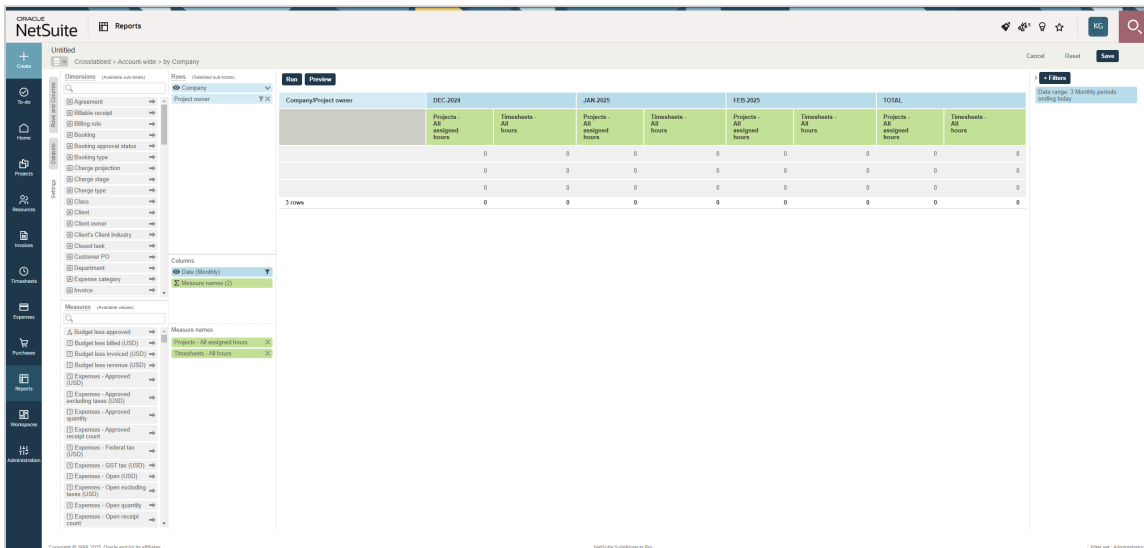 ORACLE
NetSuite
Reports
KG
Untitled
Crosstabbed > Account-wide > by Company
Cancel
Reset
Save
Create
To-do
Home
Projects
Resources
Invoices
Timesheets
Expenses
Purchases
Reports
Workspaces
Administration
Rows and Columns
Datasets
Settings
Dimensions (Available sub-totals)
Agreement
Billable receipt
Billing rule
Booking
Booking approval status
Booking type
Charge projection
Charge stage
Charge type
Class
Client
Client owner
Client's Client industry
Closed task
Customer PO
Department
Expense category
Invoice
Measures (Available values)
Budget less approved
Budget less billed (USD)
Budget less invoiced (USD)
Budget less revenue (USD)
Expenses - Approved
(USD)
Expenses - Approved
excluding taxes (USD)
Expenses - Approved
quantity
Expenses - Approved
receipt count
Expenses - Federal tax
(USD)
Expenses - GST tax (USD)
Expenses - Open (USD)
Expenses - Open excluding
taxes (USD)
Expenses - Open quantity
Expenses - Open receipt
count
Rows (Selected sub-totals)
Company
Project owner
Columns
Date (Monthly)
Measure names (2)
Measure names
Projects - All assigned hours
Timesheets - All hours
Run
Preview
Company/Project owner DEC-2024 JAN-2025 FEB-2025 TOTAL
Projects - All assigned hours Timesheets - All hours Projects - All assigned hours Timesheets - All hours Projects - All assigned hours Timesheets - All hours Projects - All assigned hours Timesheets - All hours
0 0 0 0 0 0 0 0
0 0 0 0 0 0 0 0
0 0 0 0 0 0 0 0
3 rows 0 0 0 0 0 0 0 0
+ Filters
Date range: 3 Monthly periods
ending today
Copyright © 1999, 2025, Oracle and/or its affiliates.
NetSuite SuiteProjects Pro
Filter set: Administrator